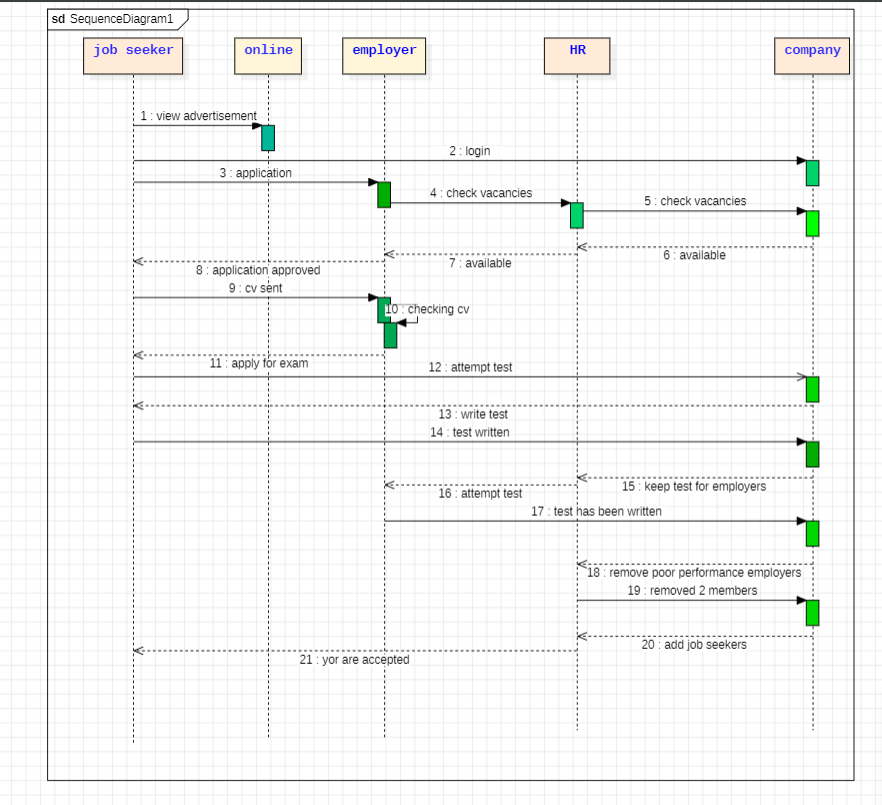 sd SequenceDiagram1
job seeker
online
employer
HR
company
1 : view advertisement
2 : login
3 : application
4 : check vacancies
5 : check vacancies
6 : available
7 : available
8 : application approved
9 : cv sent
10 : checking cv
11 : apply for exam
12 : attempt test
13 : write test
14 : test written
15 : keep test for employers
16 : attempt test
17 : test has been written
18 : remove poor performance employers
19 : removed 2 members
20 : add job seekers
21 : yor are accepted